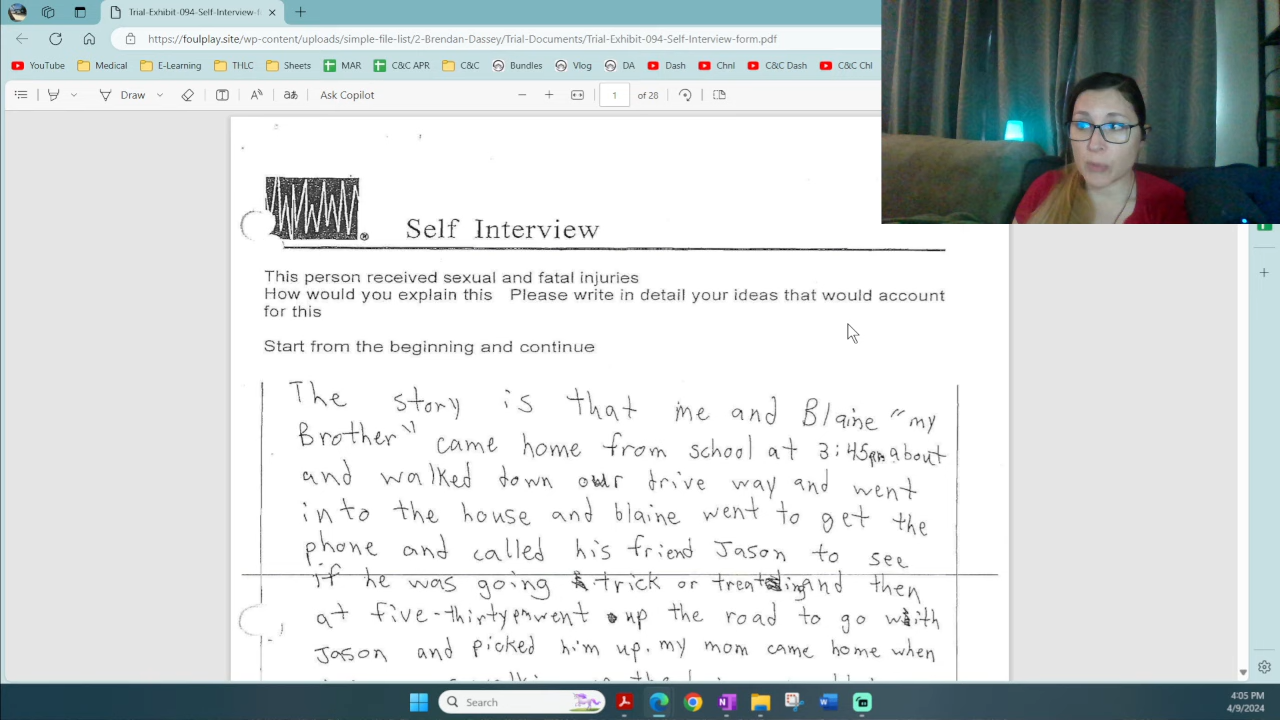 Trial-Exhibit-094-Self-Interview-f
https://foulplay.site/wp-content/uploads/simple-file-list/2-Brendan-Dassey/Trial-Documents/Trial-Exhibit-094-Self-Interview-form.pdf
YouTube Medical E-Learning THLC Sheets MAR C&C APR C&C Bundles Vlog DA Dash Chnl C&C Dash C&C Chl
Draw Ask Copilot 1 of 28
Self Interview
This person received sexual and fatal injuries
How would you explain this Please write in detail your ideas that would account
for this
Start from the beginning and continue
The story is that me and Blaine "my
Brother" came home from school at 3:45pm about
and walked down our drive way and went
into the house and blaine went to get the
phone and called his friend Jason to see
if he was going trick or treating and then
at five-thirty pm went up the road to go with
Jason and picked him up. my mom came home when
Search
4:05 PM
4/9/2024